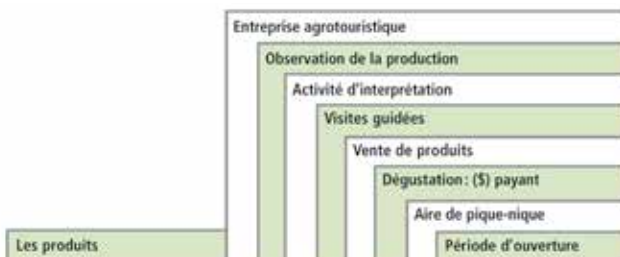 Entreprise agrotouristique
Observation de la production
Activité d'interprétation
Visites guidées
Vente de produits
Dégustation: ($) payant
Aire de pique-nique
Les produits
Période d'ouverture